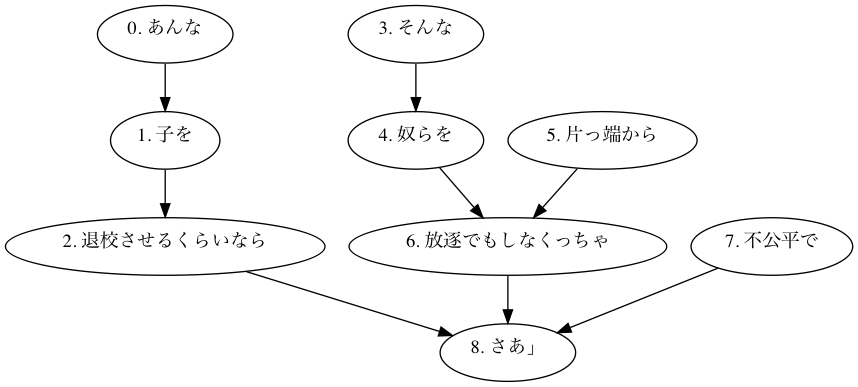 0. あんな
3. そんな
1. 子を
4. 奴らを
5. 片っ端から
2. 退校させるくらいなら
6. 放逐でもしなくっちゃ
7. 不公平で
8. さあ」